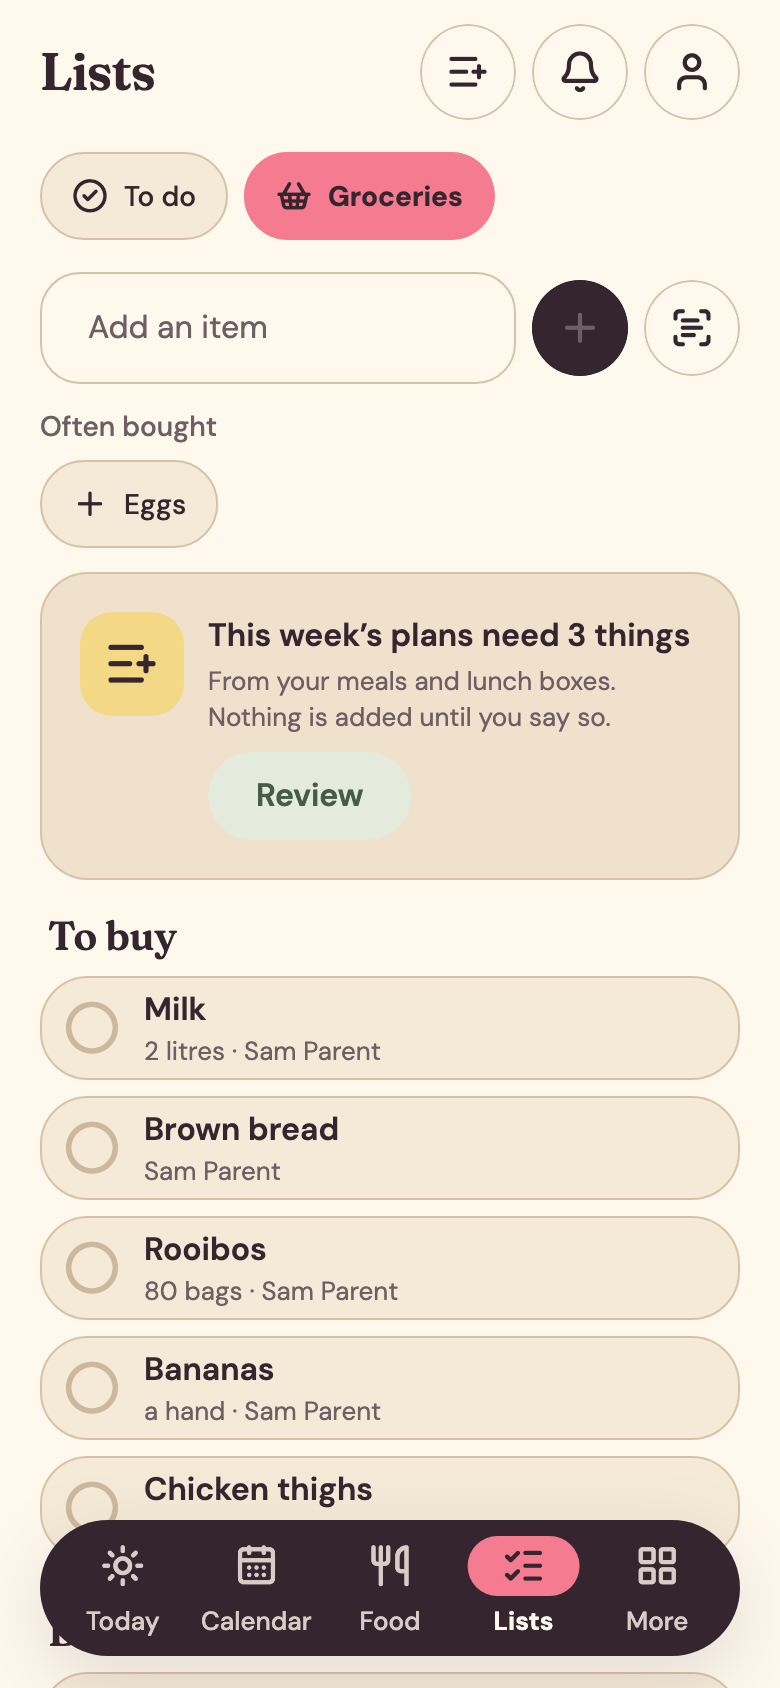 Lists
To do
Groceries
Add an item
Often bought
Eggs
This week’s plans need 3 things
From your meals and lunch boxes.
Nothing is added until you say so.
Review
To buy
Milk
2 litres · Sam Parent
Brown bread
Sam Parent
Rooibos
80 bags · Sam Parent
Bananas
a hand · Sam Parent
Chicken thighs
Today
Calendar
Food
Lists
More